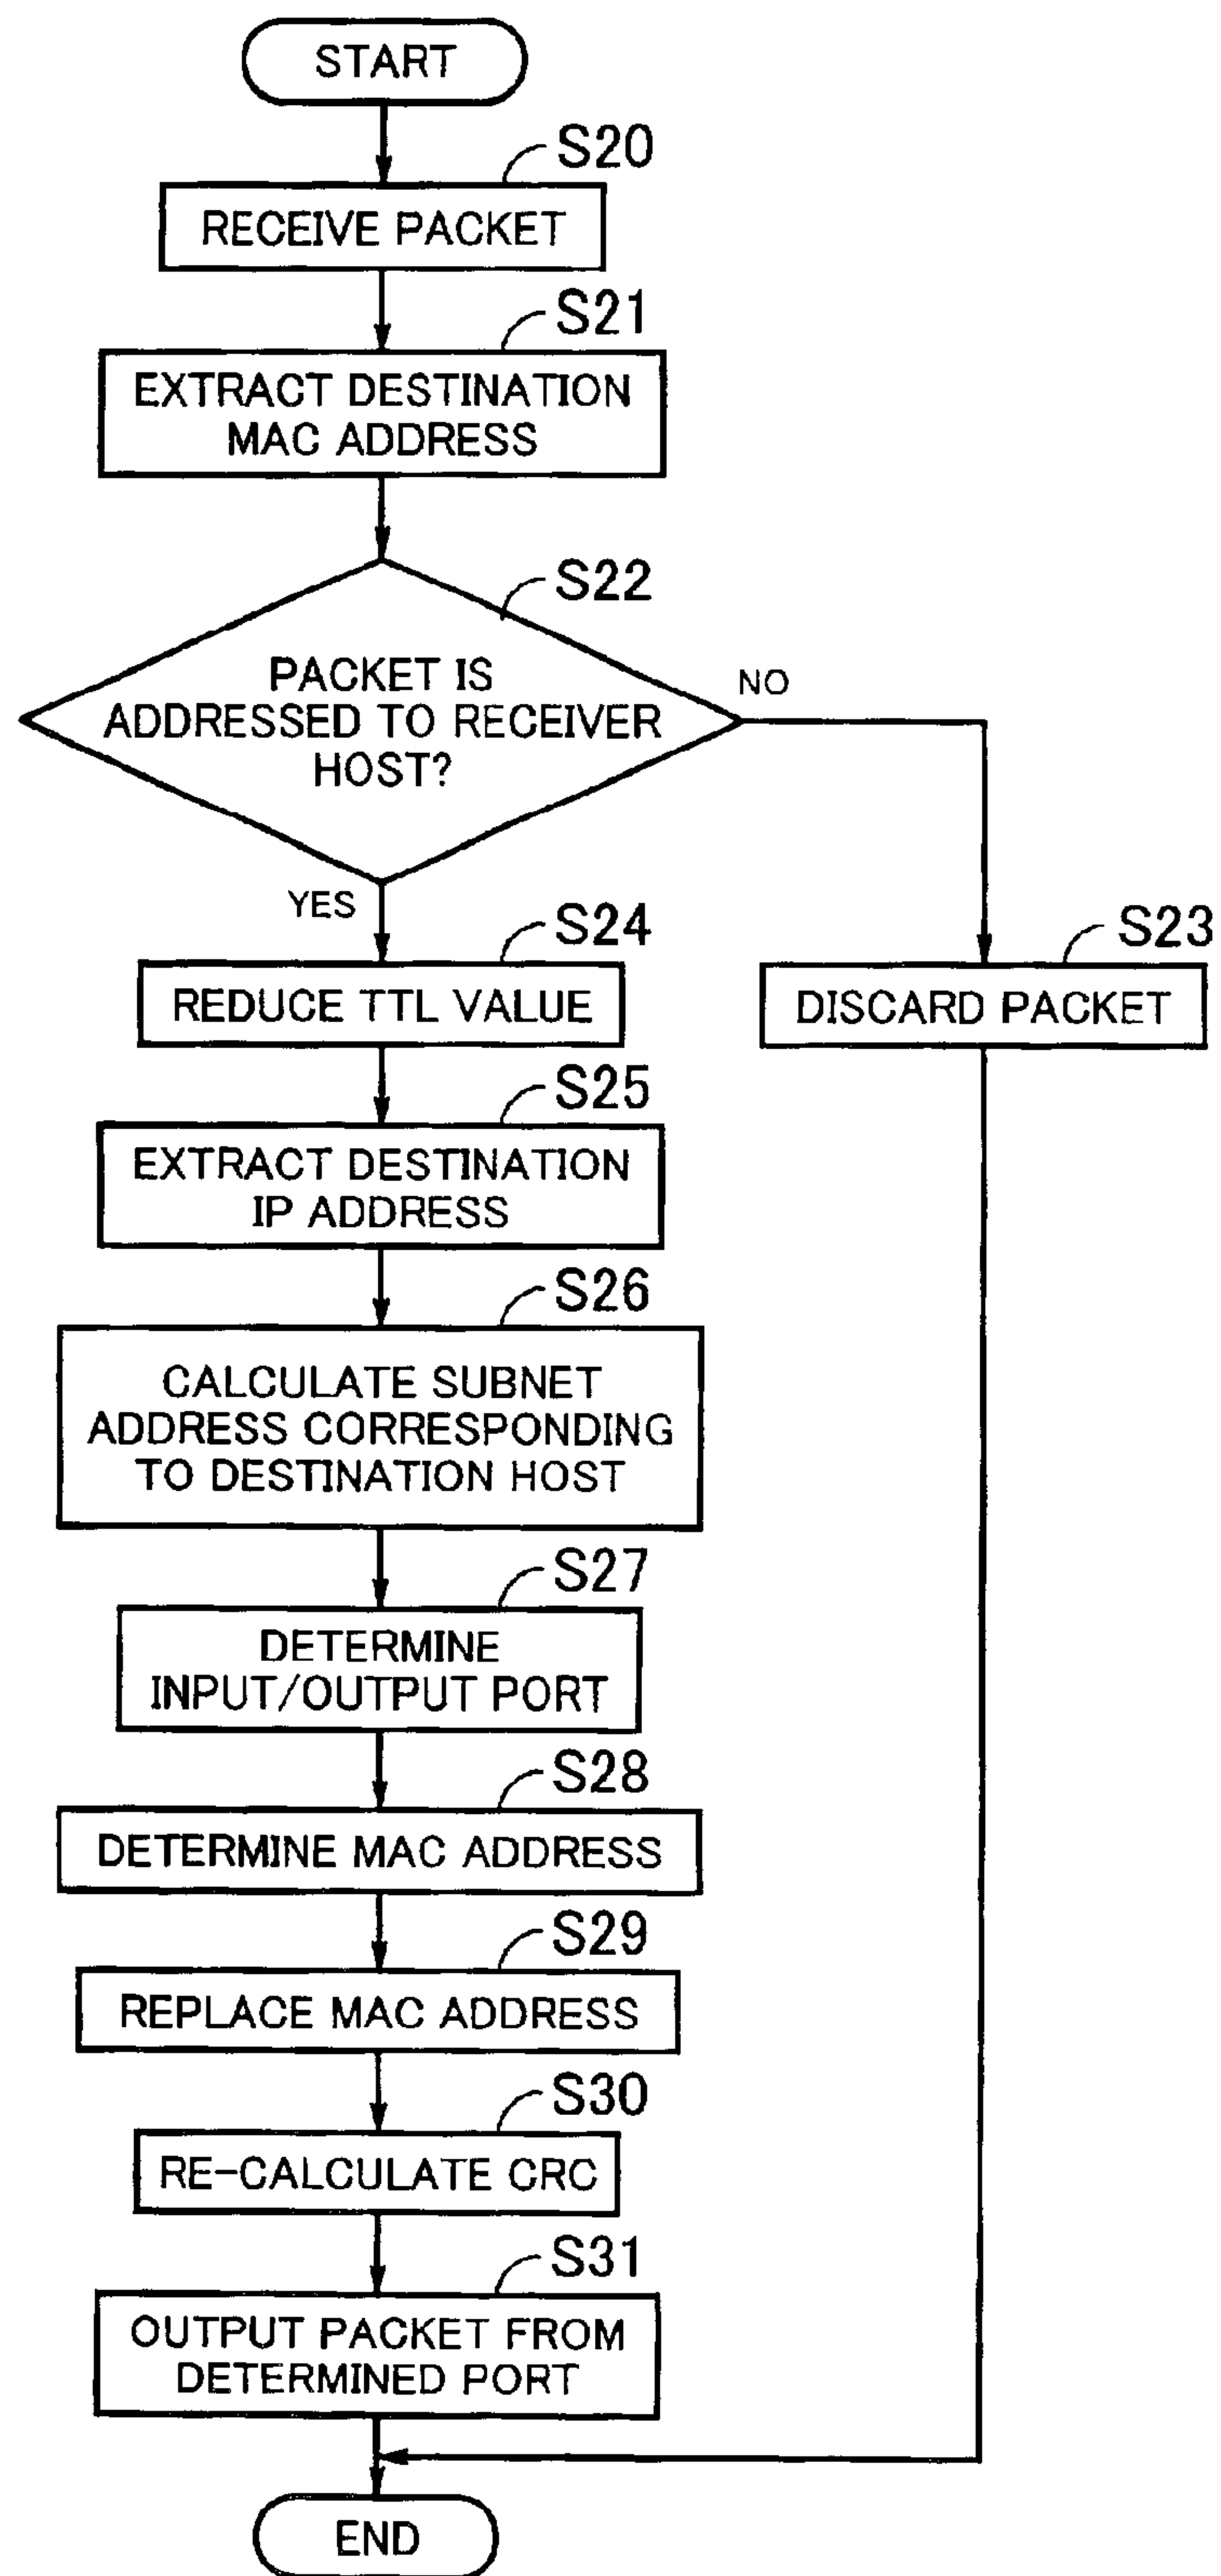 START
S20
RECEIVE PACKET
S21
EXTRACT DESTINATION
MAC ADDRESS
S22
PACKET IS
ADDRESSED TO RECEIVER
HOST?
NO
YES
S24
REDUCE TTL VALUE
S23
DISCARD PACKET
S25
EXTRACT DESTINATION
IP ADDRESS
S26
CALCULATE SUBNET
ADDRESS CORRESPONDING
TO DESTINATION HOST
S27
DETERMINE
INPUT/OUTPUT PORT
S28
DETERMINE MAC ADDRESS
S29
REPLACE MAC ADDRESS
S30
RE-CALCULATE CRC
S31
OUTPUT PACKET FROM
DETERMINED PORT
END